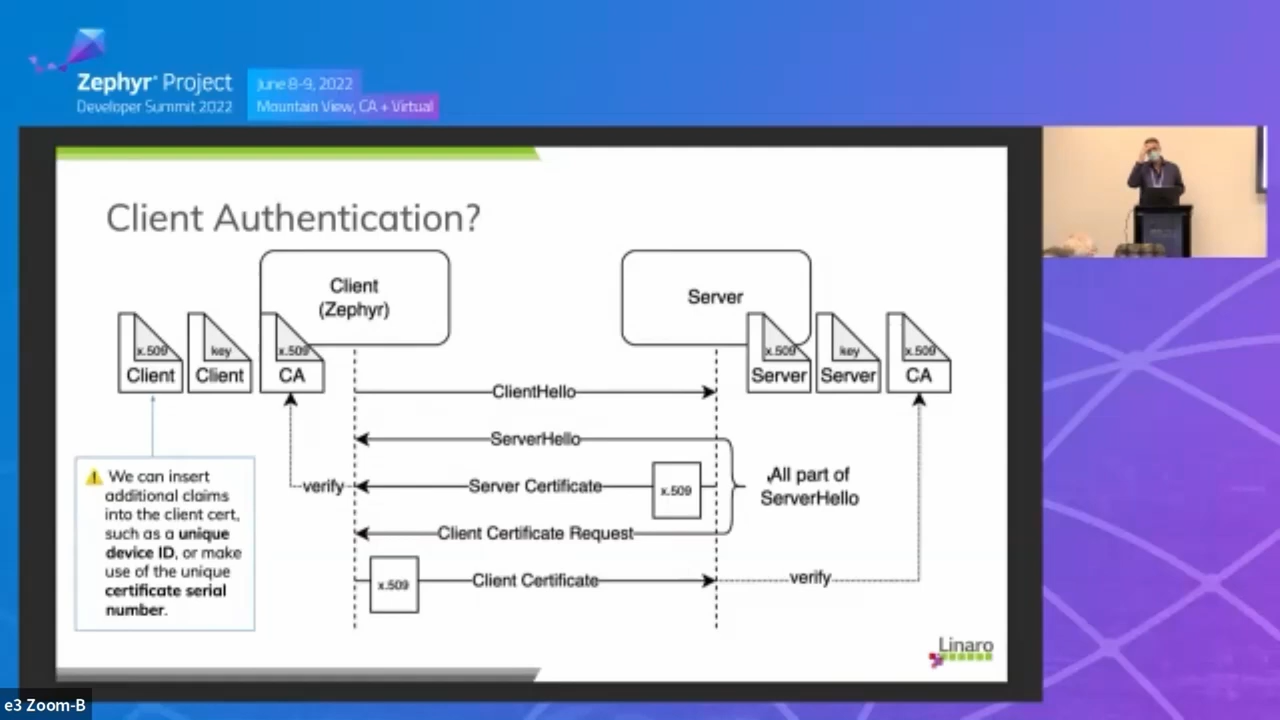 Zephyr® Project
Developer Summit 2022
June 8-9, 2022
Mountain View, CA + Virtual
Client Authentication?
Client
(Zephyr)
Server
x.509
Client
key
Client
x.509
CA
x.509
Server
key
Server
x.509
CA
ClientHello
ServerHello
verify
Server Certificate
x.509
All part of
ServerHello
Client Certificate Request
x.509
Client Certificate
verify
We can insert
additional claims
into the client cert,
such as a unique
device ID, or make
use of the unique
certificate serial
number.
Linaro
e3 Zoom-B